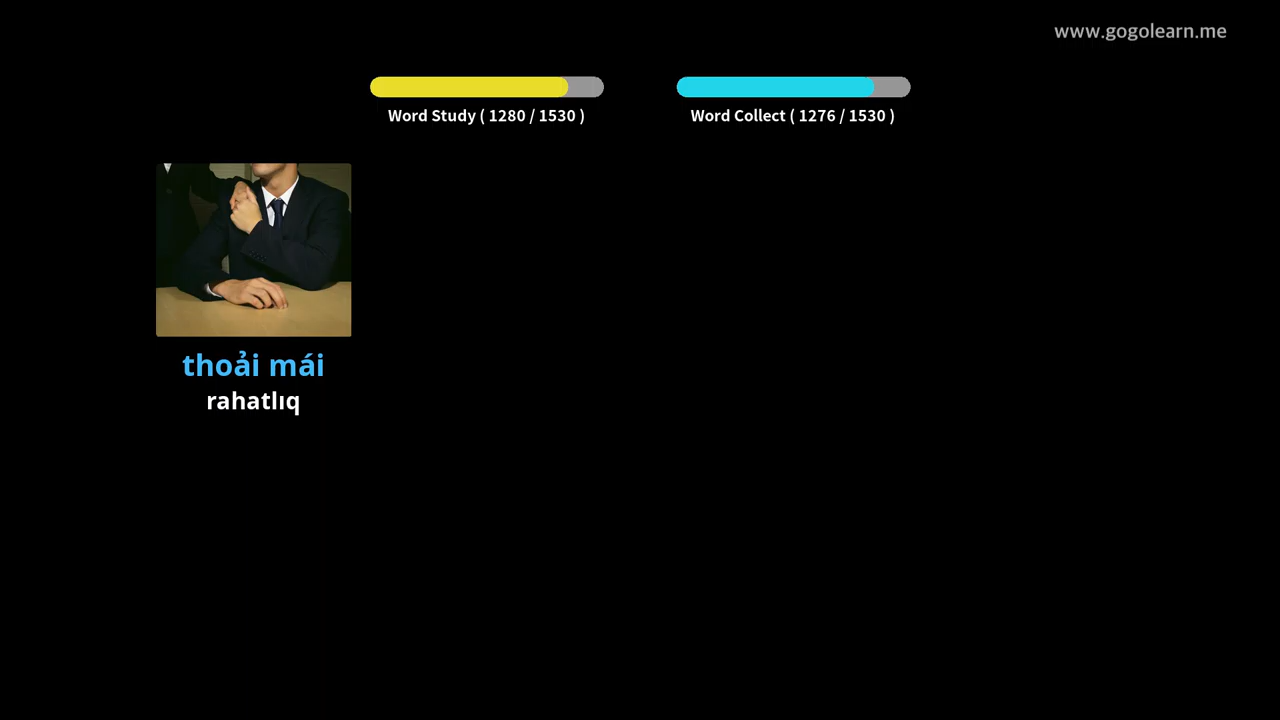 www.gogolearn.me
Word Study ( 1280 / 1530 )
Word Collect ( 1276 / 1530 )
thoải mái
rahatlıq